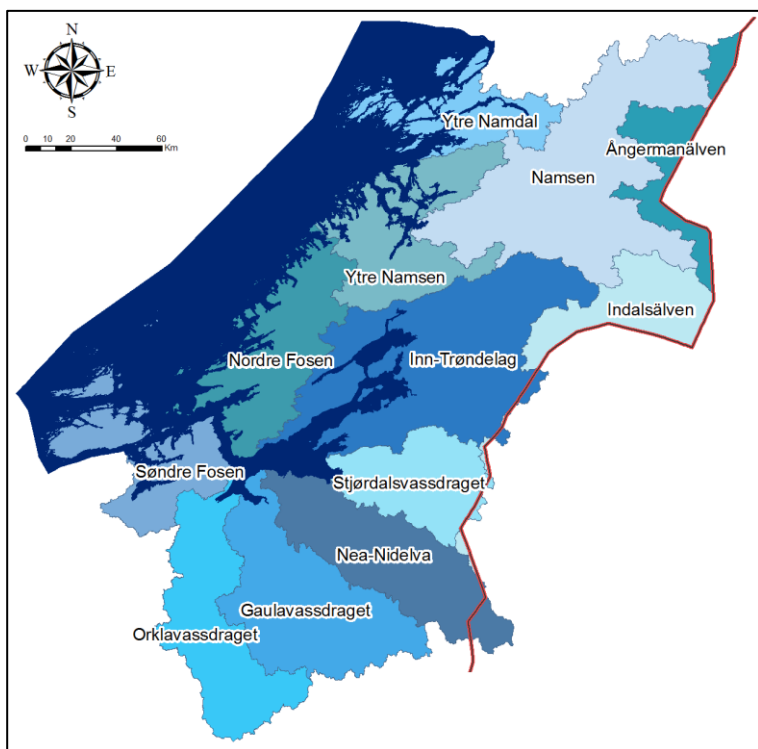 N
W E
S
0 10 20 40 60
Km
Ytre Namdal
Ångermanälven
Namsen
Ytre Namsen
Indalsälven
Nordre Fosen
Inn-Trøndelag
Søndre Fosen
Stjørdalsvassdraget
Nea-Nidelva
Gaulavassdraget
Orklavassdraget